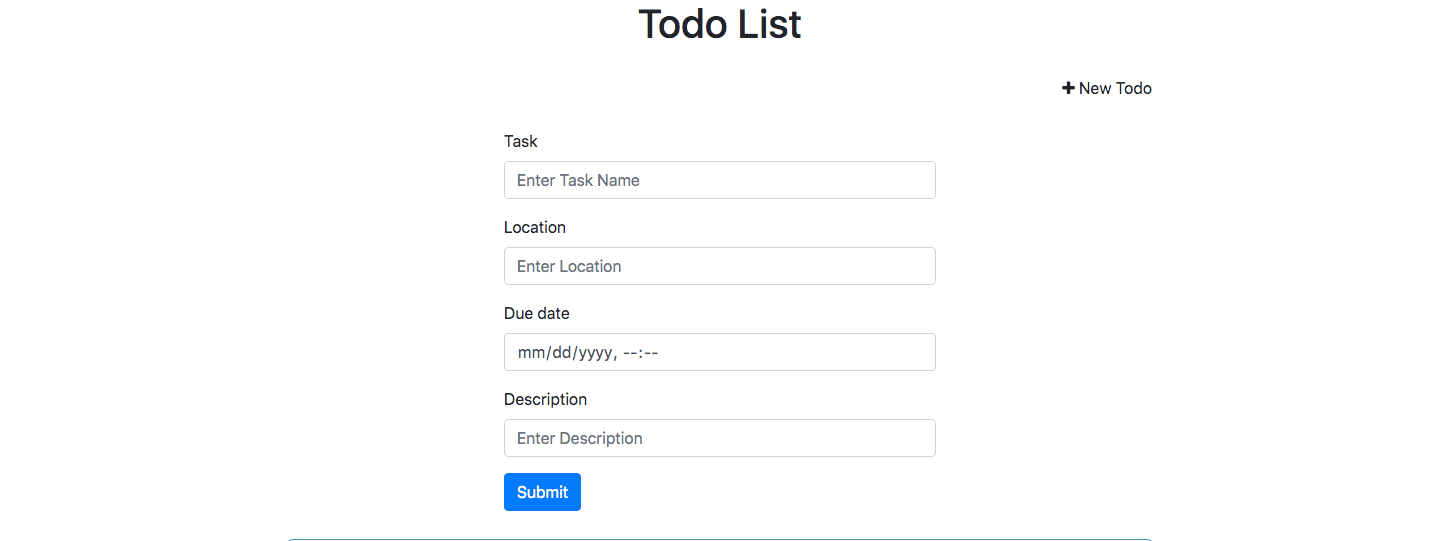 Todo List
New Todo
Task
Enter Task Name
Location
Enter Location
Due date
mm/dd/yyyy, --:--
Description
Enter Description
Submit